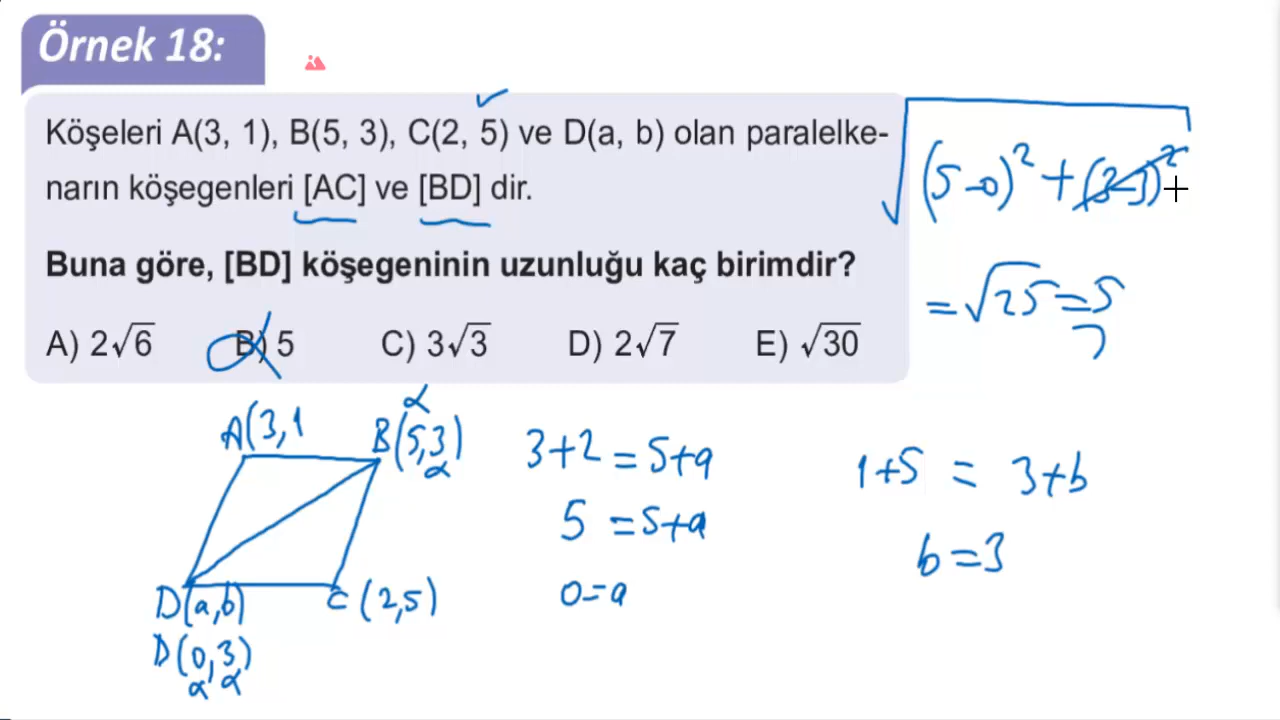 Örnek 18:
Köşeleri A(3, 1), B(5, 3), C(2, 5) ve D(a, b) olan paralelke-
narın köşegenleri [AC] ve [BD] dir.
Buna göre, [BD] köşegeninin uzunluğu kaç birimdir?
A) 2√6 B) 5 C) 3√3 D) 2√7 E) √30
√(5-0)² + (3-3)²
= √25 = 5
A(3,1
B(5,3)
D(a,b)
C(2,5)
D(0,3)
3+2 = 5+a
5 = 5+a
0=a
1+5 = 3+b
b=3